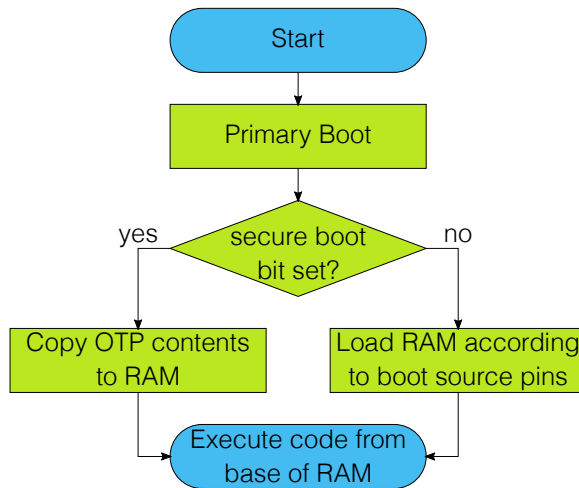 Start
Primary Boot
yes
secure boot
bit set?
no
Copy OTP contents
to RAM
Load RAM according
to boot source pins
Execute code from
base of RAM